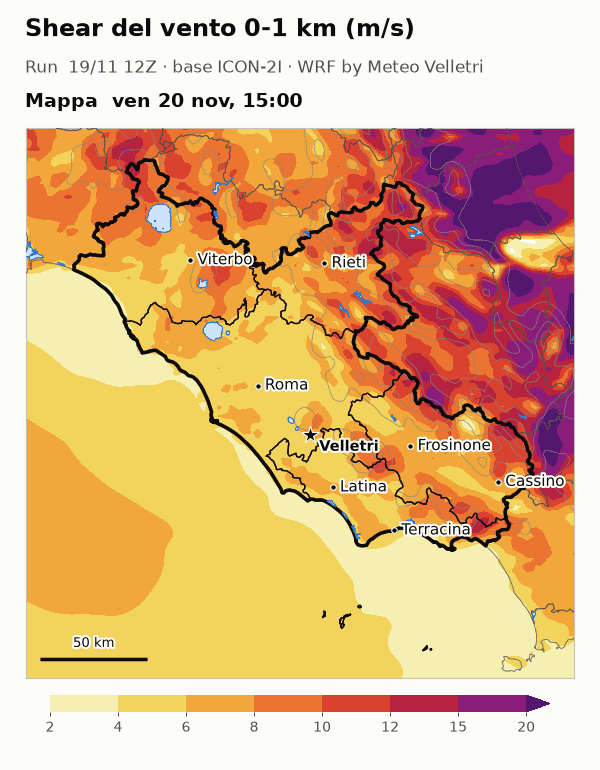 Shear del vento 0-1 km (m/s)
Run  19/11 12Z · base ICON-2I · WRF by Meteo Velletri
Mappa  ven 20 nov, 15:00
Viterbo
Rieti
Roma
Velletri
Frosinone
Cassino
Latina
Terracina
50 km
2 4 6 8 10 12 15 20